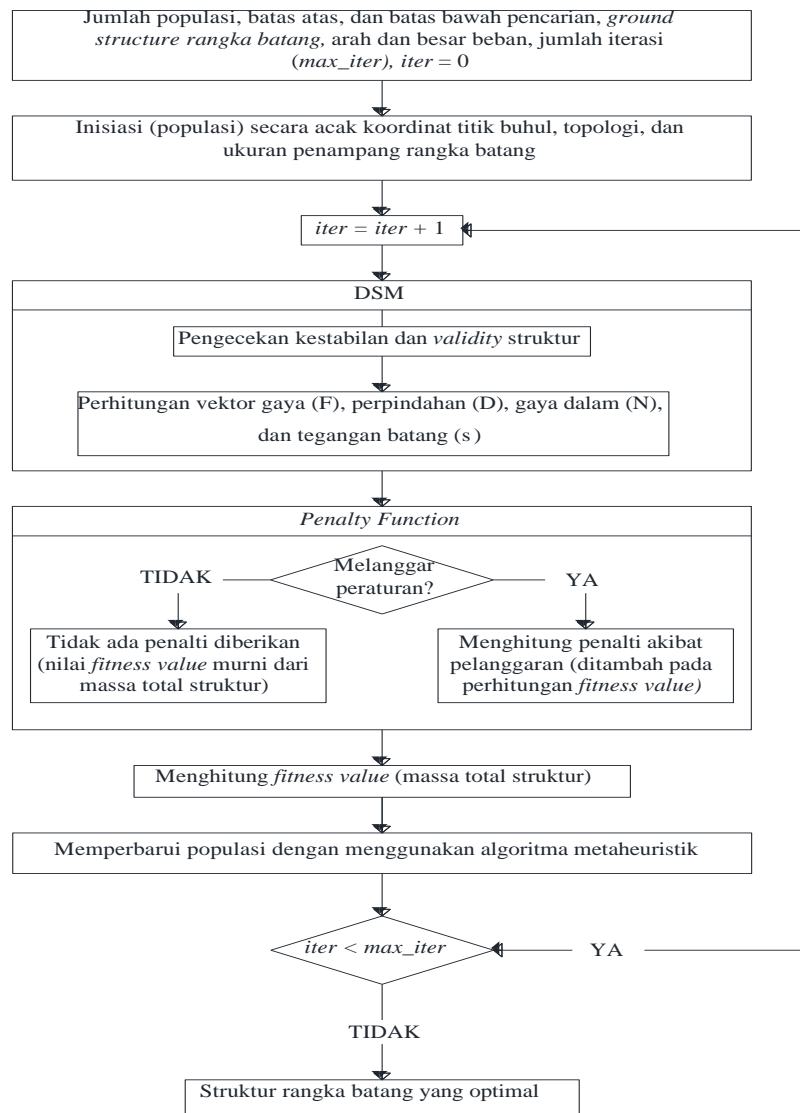 Jumlah populasi, batas atas, dan batas bawah pencarian, ground
structure rangka batang, arah dan besar beban, jumlah iterasi
(max_iter), iter = 0
Inisiasi (populasi) secara acak koordinat titik buhul, topologi, dan
ukuran penampang rangka batang
iter = iter + 1
DSM
Pengecekan kestabilan dan validity struktur
Perhitungan vektor gaya (F), perpindahan (D), gaya dalam (N),
dan tegangan batang (s)
Penalty Function
Melanggar
peraturan?
TIDAK
YA
Tidak ada penalti diberikan
(nilai fitness value murni dari
massa total struktur)
Menghitung penalti akibat
pelanggaran (ditambah pada
perhitungan fitness value)
Menghitung fitness value (massa total struktur)
Memperbarui populasi dengan menggunakan algoritma metaheuristik
iter < max_iter
YA
TIDAK
Struktur rangka batang yang optimal